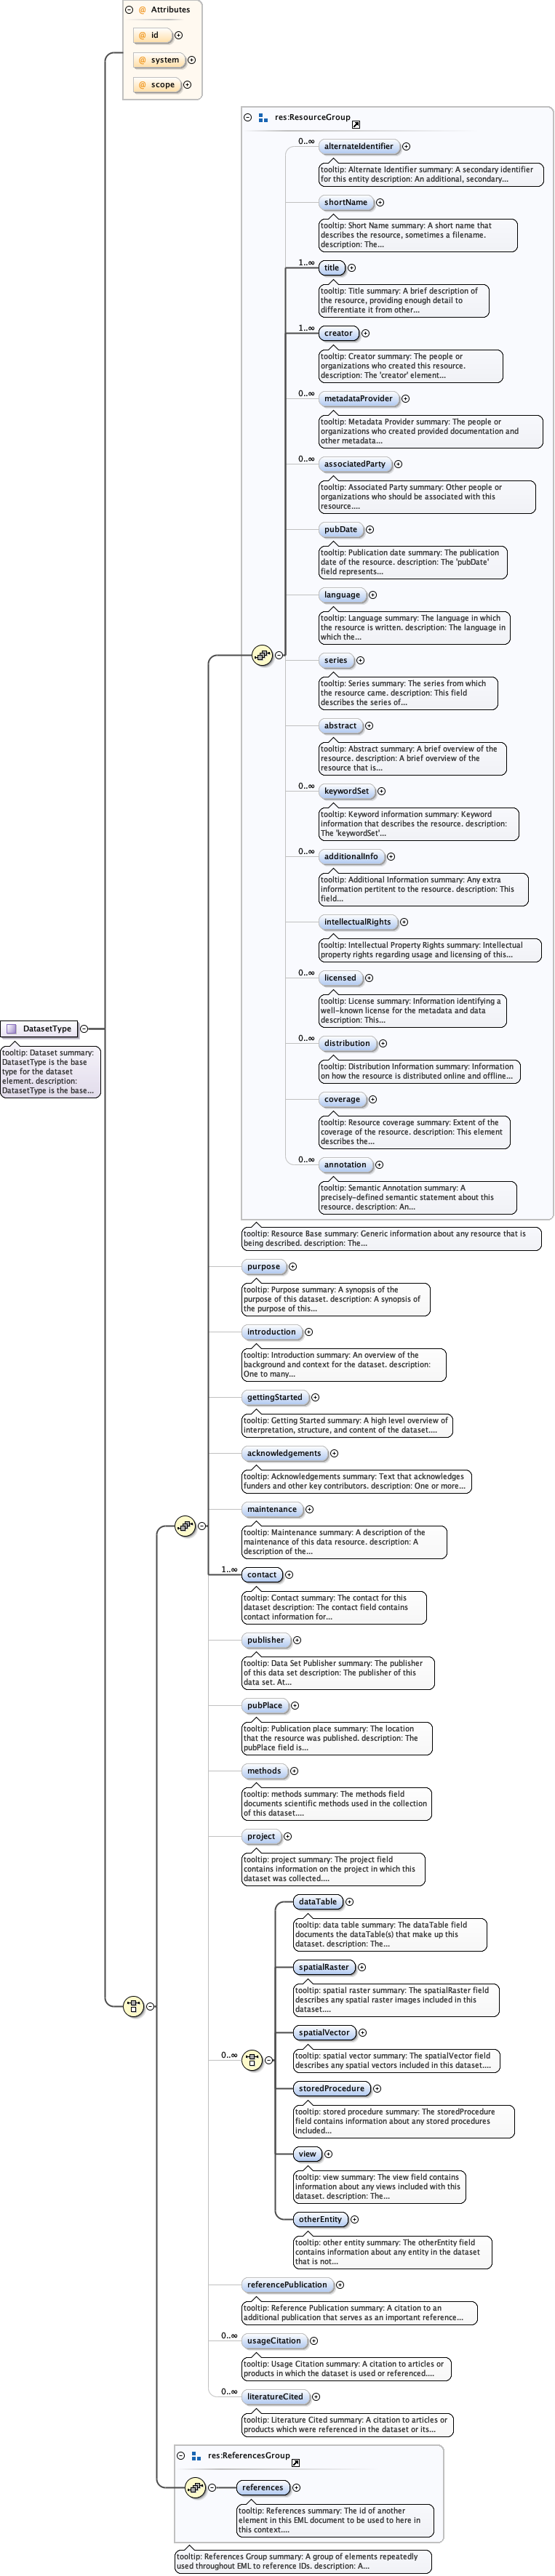 Attributes
@ id
@ system
@ scope
res:ResourceGroup
0..∞
alternateIdentifier
tooltip: Alternate Identifier summary: A secondary identifier
for this entity description: An additional, secondary...
shortName
tooltip: Short Name summary: A short name that
describes the resource, sometimes a filename.
description: The...
1..∞
title
tooltip: Title summary: A brief description of
the resource, providing enough detail to
differentiate it from other...
1..∞
creator
tooltip: Creator summary: The people or
organizations who created this resource.
description: The 'creator' element...
0..∞
metadataProvider
tooltip: Metadata Provider summary: The people or
organizations who created provided documentation and
other metadata...
0..∞
associatedParty
tooltip: Associated Party summary: Other people or
organizations who should be associated with this
resource....
pubDate
tooltip: Publication date summary: The publication
date of the resource. description: The 'pubDate'
field represents...
language
tooltip: Language summary: The language in which
the resource is written. description: The language in
which the...
series
tooltip: Series summary: The series from which
the resource came. description: This field
describes the series of...
abstract
tooltip: Abstract summary: A brief overview of the
resource. description: A brief overview of the
resource that is...
0..∞
keywordSet
tooltip: Keyword information summary: Keyword
information that describes the resource. description:
The 'keywordSet'...
0..∞
additionalInfo
tooltip: Additional Information summary: Any extra
information pertitent to the resource. description: This
field...
intellectualRights
tooltip: Intellectual Property Rights summary: Intellectual
property rights regarding usage and licensing of this...
0..∞
licensed
tooltip: License summary: Information identifying a
well-known license for the metadata and data
description: This...
0..∞
distribution
tooltip: Distribution Information summary: Information
on how the resource is distributed online and offline...
coverage
tooltip: Resource coverage summary: Extent of the
coverage of the resource. description: This element
describes the...
0..∞
annotation
tooltip: Semantic Annotation summary: A
precisely-defined semantic statement about this
resource. description: An...
tooltip: Resource Base summary: Generic information about any resource that is
being described. description: The...
DatasetType
tooltip: Dataset summary:
DatasetType is the base
type for the dataset
element. description:
DatasetType is the base...
purpose
tooltip: Purpose summary: A synopsis of the
purpose of this dataset. description: A synopsis of
the purpose of this...
introduction
tooltip: Introduction summary: An overview of the
background and context for the dataset. description:
One to many...
gettingStarted
tooltip: Getting Started summary: A high level overview of
interpretation, structure, and content of the dataset....
acknowledgements
tooltip: Acknowledgements summary: Text that acknowledges
funders and other key contributors. description: One or more...
maintenance
tooltip: Maintenance summary: A description of the
maintenance of this data resource. description: A
description of the...
1..∞
contact
tooltip: Contact summary: The contact for this
dataset description: The contact field contains
contact information for...
publisher
tooltip: Data Set Publisher summary: The publisher
of this data set description: The publisher of this
data set. At...
pubPlace
tooltip: Publication place summary: The location
that the resource was published. description: The
pubPlace field is...
methods
tooltip: methods summary: The methods field
documents scientific methods used in the collection
of this dataset....
project
tooltip: project summary: The project field
contains information on the project in which this
dataset was collected....
dataTable
tooltip: data table summary: The dataTable field
documents the dataTable(s) that make up this
dataset. description: The...
spatialRaster
tooltip: spatial raster summary: The spatialRaster field
describes any spatial raster images included in this
dataset....
spatialVector
0..∞
tooltip: spatial vector summary: The spatialVector field
describes any spatial vectors included in this dataset....
storedProcedure
tooltip: stored procedure summary: The storedProcedure
field contains information about any stored procedures
included...
view
tooltip: view summary: The view field contains
information about any views included with this
dataset. description: The...
otherEntity
tooltip: other entity summary: The otherEntity field
contains information about any entity in the dataset
that is not...
referencePublication
tooltip: Reference Publication summary: A citation to an
additional publication that serves as an important reference...
0..∞
usageCitation
tooltip: Usage Citation summary: A citation to articles or
products in which the dataset is used or referenced....
0..∞
literatureCited
tooltip: Literature Cited summary: A citation to articles or
products which were referenced in the dataset or its...
res:ReferencesGroup
references
tooltip: References summary: The id of another
element in this EML document to be used to here in
this context....
tooltip: References Group summary: A group of elements repeatedly
used throughout EML to reference IDs. description: A...